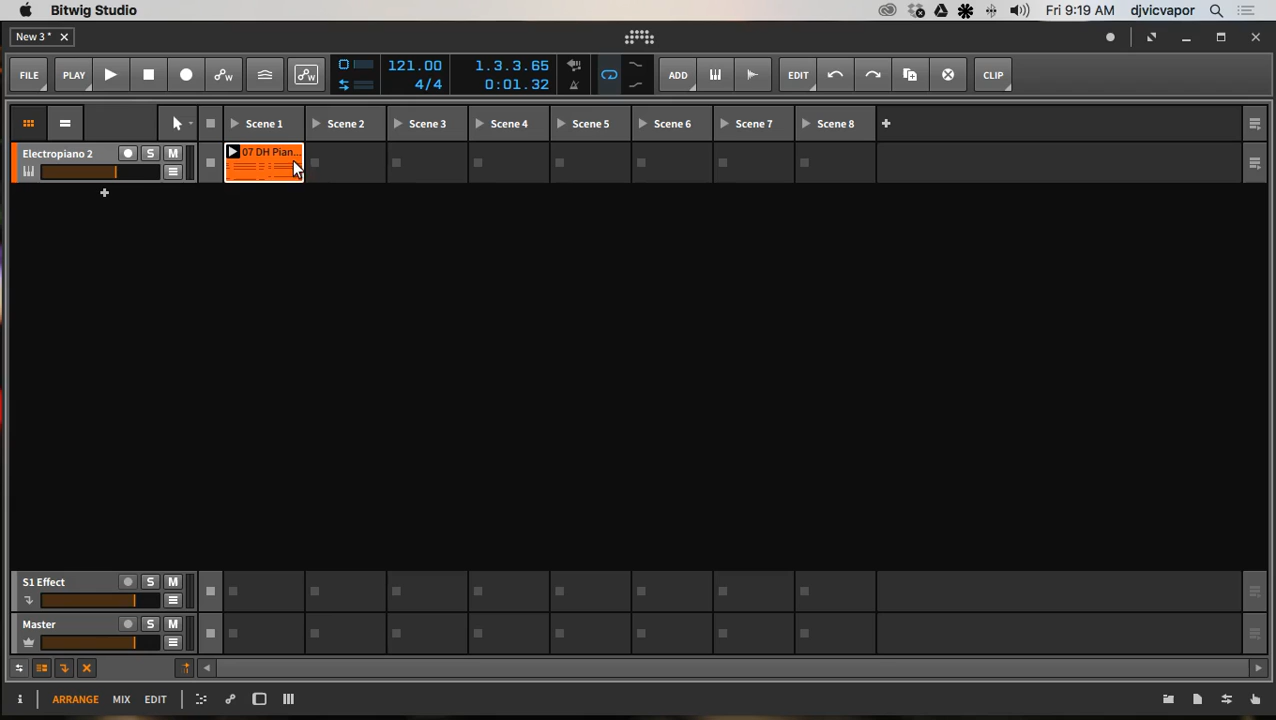 Bitwig Studio
Fri 9:19 AM djvicvapor
New 3 *
FILE PLAY 121.00 4/4 1.3.3.65 0:01.32 ADD EDIT CLIP
Scene 1 Scene 2 Scene 3 Scene 4 Scene 5 Scene 6 Scene 7 Scene 8
Electropiano 2 S M 07 DH Pian...
S1 Effect S M
Master S M
i ARRANGE MIX EDIT